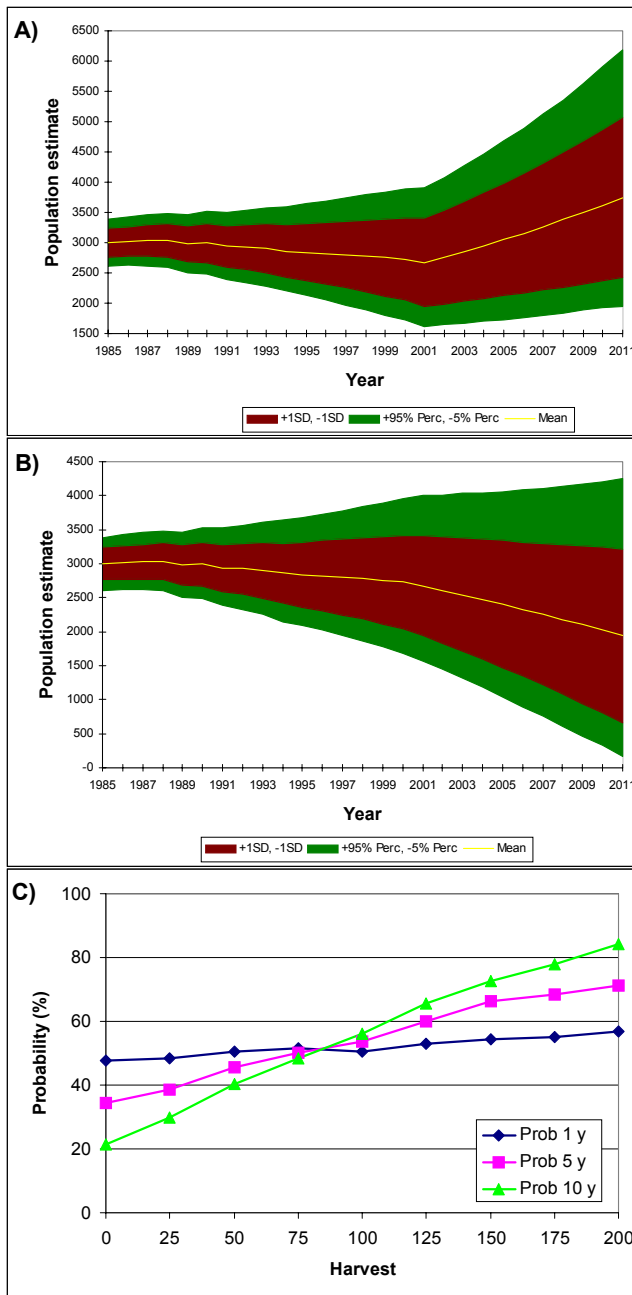 A)
Population estimate
6500
6000
5500
5000
4500
4000
3500
3000
2500
2000
1500
1985 1987 1989 1991 1993 1995 1997 1999 2001 2003 2005 2007 2009 2011
Year
+1SD, -1SD +95% Perc, -5% Perc Mean
B)
Population estimate
4500
4000
3500
3000
2500
2000
1500
1000
500
-0
1985 1987 1989 1991 1993 1995 1997 1999 2001 2003 2005 2007 2009 2011
Year
+1SD, -1SD +95% Perc, -5% Perc Mean
C)
Probability (%)
100
80
60
40
20
0
Prob 1 y
Prob 5 y
Prob 10 y
0 25 50 75 100 125 150 175 200
Harvest